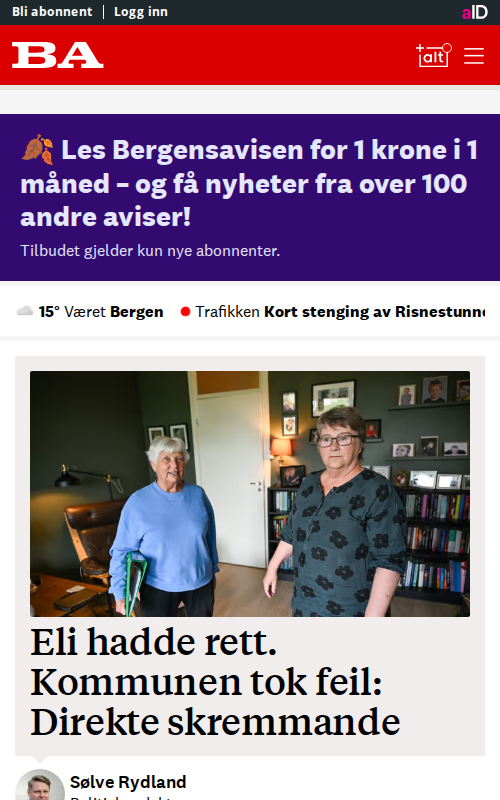 Bli abonnent | Logg inn
aID
BA
alt
Les Bergensavisen for 1 krone i 1
måned – og få nyheter fra over 100
andre aviser!
Tilbudet gjelder kun nye abonnenter.
15° Været Bergen
Trafikken Kort stenging av Risnestunne
Eli hadde rett.
Kommunen tok feil:
Direkte skremmande
Sølve Rydland